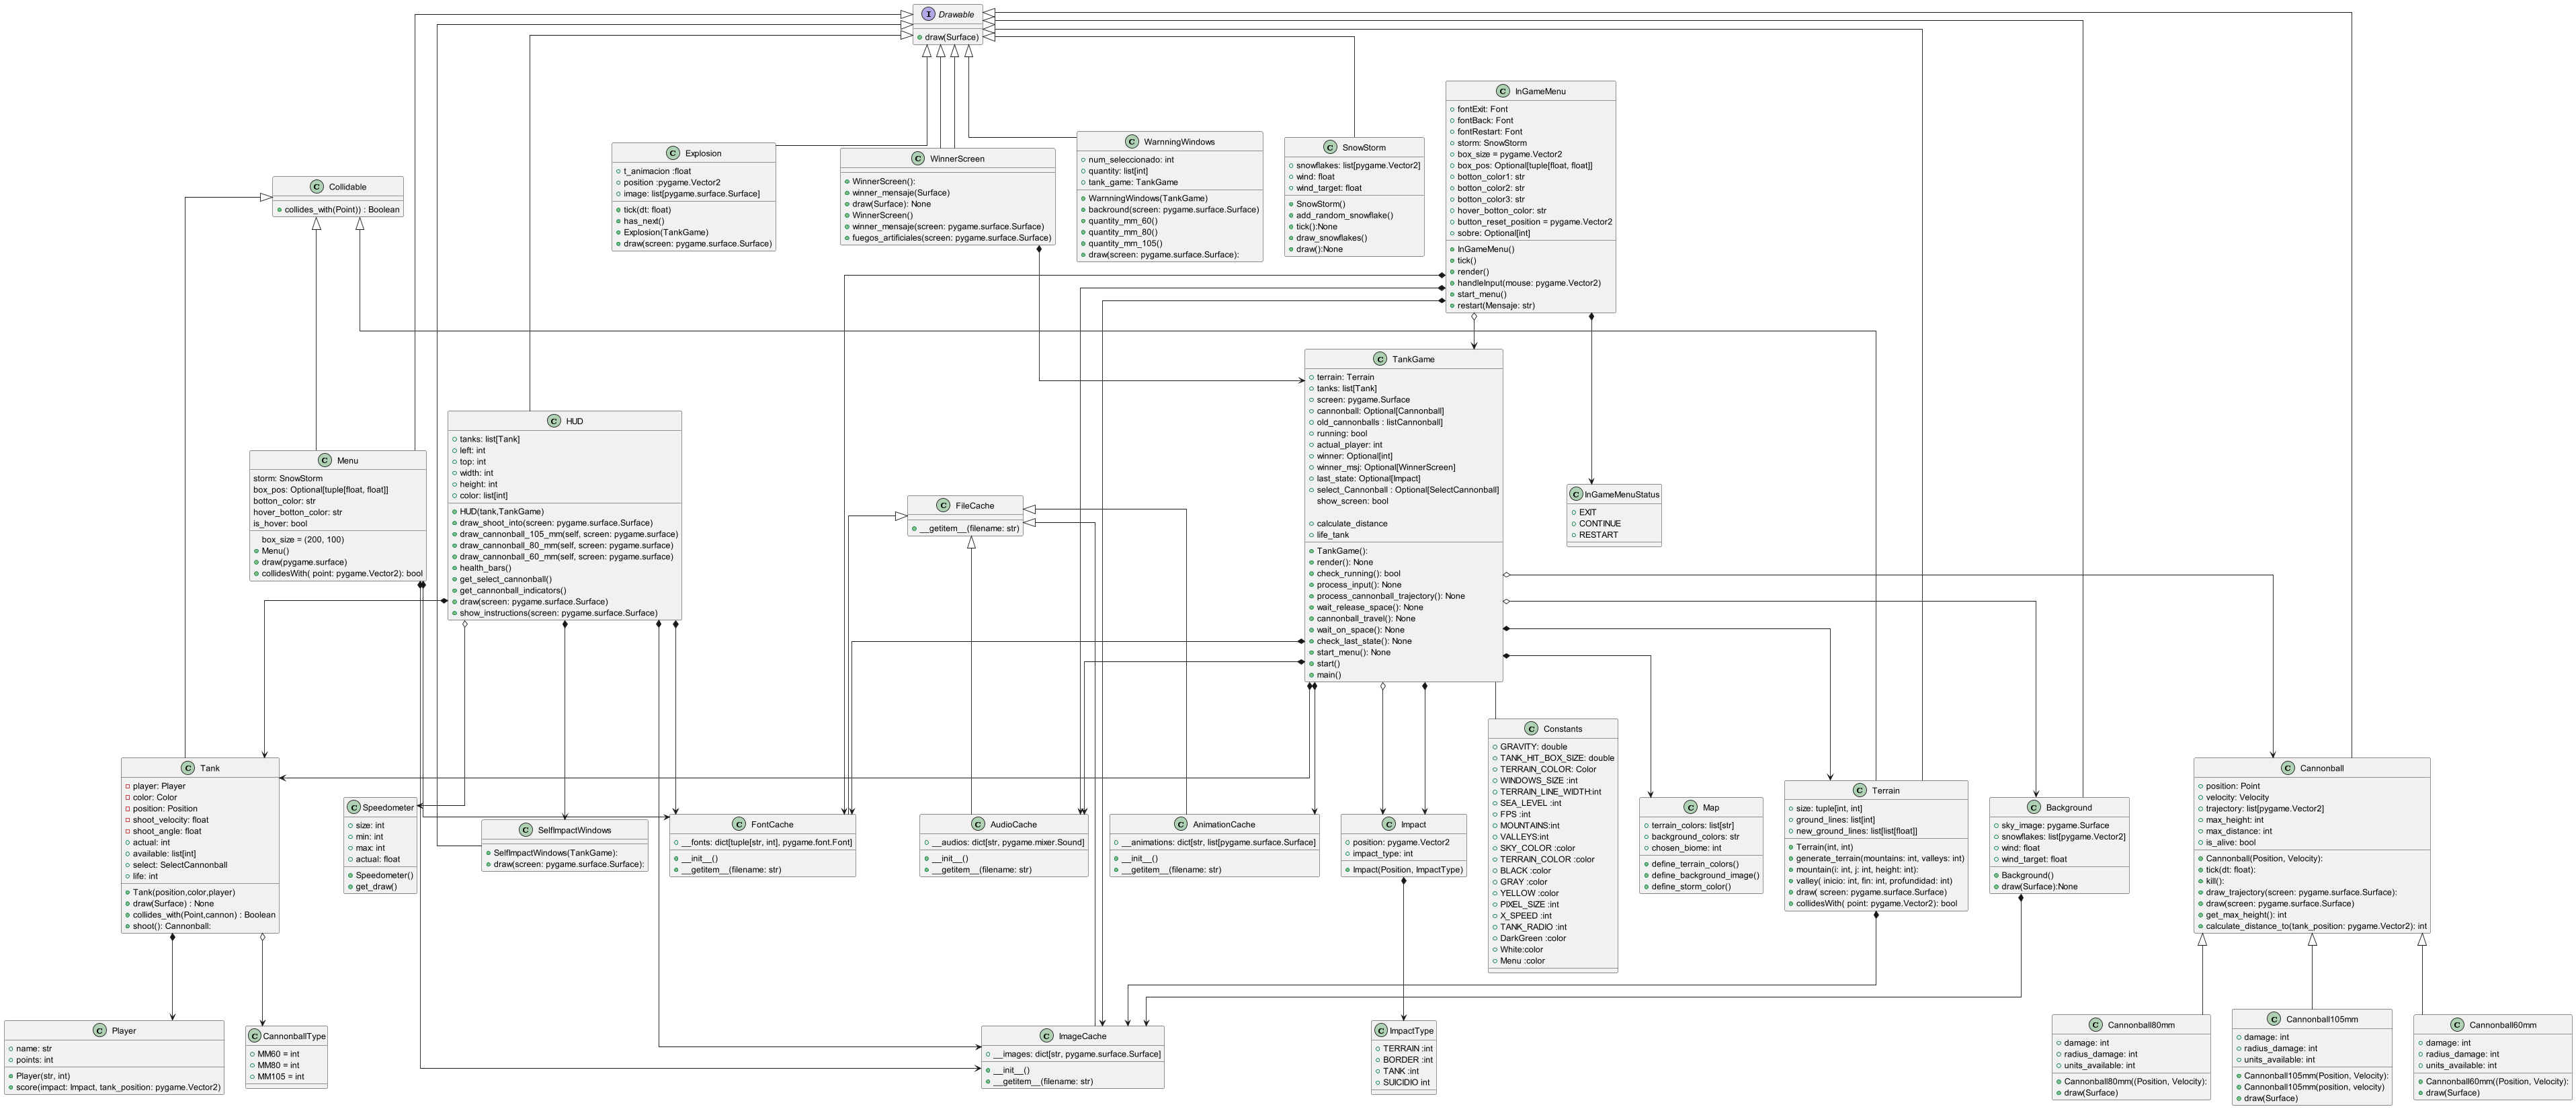 I Drawable
draw(Surface)
C InGameMenu
fontExit: Font
fontBack: Font
fontRestart: Font
storm: SnowStorm
box_size = pygame.Vector2
box_pos: Optional[tuple[float, float]]
botton_color1: str
botton_color2: str
botton_color3: str
hover_botton_color: str
button_reset_position = pygame.Vector2
sobre: Optional[int]
InGameMenu()
tick()
render()
handleInput(mouse: pygame.Vector2)
start_menu()
restart(Mensaje: str)
C Explosion
t_animacion :float
position :pygame.Vector2
image: list[pygame.surface.Surface]
tick(dt: float)
has_next()
Explosion(TankGame)
draw(screen: pygame.surface.Surface)
C WinnerScreen
WinnerScreen():
winner_mensaje(Surface)
draw(Surface): None
WinnerScreen()
winner_mensaje(screen: pygame.surface.Surface)
fuegos_artificiales(screen: pygame.surface.Surface)
C WarnningWindows
num_seleccionado: int
quantity: list[int]
tank_game: TankGame
WarnningWindows(TankGame)
backround(screen: pygame.surface.Surface)
quantity_mm_60()
quantity_mm_80()
quantity_mm_105()
draw(screen: pygame.surface.Surface):
C SnowStorm
snowflakes: list[pygame.Vector2]
wind: float
wind_target: float
SnowStorm()
add_random_snowflake()
tick():None
draw_snowflakes()
draw():None
C Collidable
collides_with(Point)) : Boolean
C TankGame
terrain: Terrain
tanks: list[Tank]
screen: pygame.Surface
cannonball: Optional[Cannonball]
old_cannonballs : listCannonball]
running: bool
actual_player: int
winner: Optional[int]
winner_msj: Optional[WinnerScreen]
last_state: Optional[Impact]
select_Cannonball : Optional[SelectCannonball]
show_screen: bool
calculate_distance
life_tank
TankGame():
render(): None
check_running(): bool
process_input(): None
process_cannonball_trajectory(): None
wait_release_space(): None
cannonball_travel(): None
wait_on_space(): None
check_last_state(): None
start_menu(): None
start()
main()
C HUD
tanks: list[Tank]
left: int
top: int
width: int
height: int
color: list[int]
HUD(tank,TankGame)
draw_shoot_into(screen: pygame.surface.Surface)
draw_cannonball_105_mm(self, screen: pygame.surface)
draw_cannonball_80_mm(self, screen: pygame.surface)
draw_cannonball_60_mm(self, screen: pygame.surface)
health_bars()
get_select_cannonball()
get_cannonball_indicators()
draw(screen: pygame.surface.Surface)
show_instructions(screen: pygame.surface.Surface)
C Menu
storm: SnowStorm
box_pos: Optional[tuple[float, float]]
botton_color: str
hover_botton_color: str
is_hover: bool
box_size = (200, 100)
Menu()
draw(pygame.surface)
collidesWith( point: pygame.Vector2): bool
C FileCache
__getitem__(filename: str)
C InGameMenuStatus
EXIT
CONTINUE
RESTART
C Constants
GRAVITY: double
TANK_HIT_BOX_SIZE: double
TERRAIN_COLOR: Color
WINDOWS_SIZE :int
TERRAIN_LINE_WIDTH:int
SEA_LEVEL :int
FPS :int
MOUNTAINS:int
VALLEYS:int
SKY_COLOR :color
TERRAIN_COLOR :color
BLACK :color
GRAY :color
YELLOW :color
PIXEL_SIZE :int
X_SPEED :int
TANK_RADIO :int
DarkGreen :color
White:color
Menu :color
C Tank
player: Player
color: Color
position: Position
shoot_velocity: float
shoot_angle: float
actual: int
available: list[int]
select: SelectCannonball
life: int
Tank(position,color,player)
draw(Surface) : None
collides_with(Point,cannon) : Boolean
shoot(): Cannonball:
C Speedometer
size: int
min: int
max: int
actual: float
Speedometer()
get_draw()
C SelfImpactWindows
SelfImpactWindows(TankGame):
draw(screen: pygame.surface.Surface):
C FontCache
__fonts: dict[tuple[str, int], pygame.font.Font]
__init__()
__getitem__(filename: str)
C AudioCache
__audios: dict[str, pygame.mixer.Sound]
__init__()
__getitem__(filename: str)
C AnimationCache
__animations: dict[str, list[pygame.surface.Surface]
__init__()
__getitem__(filename: str)
C Impact
position: pygame.Vector2
impact_type: int
Impact(Position, ImpactType)
C Map
terrain_colors: list[str]
background_colors: str
chosen_biome: int
define_terrain_colors()
define_background_image()
define_storm_color()
C Terrain
size: tuple[int, int]
ground_lines: list[int]
new_ground_lines: list[list[float]]
Terrain(int, int)
generate_terrain(mountains: int, valleys: int)
mountain(i: int, j: int, height: int):
valley( inicio: int, fin: int, profundidad: int)
draw( screen: pygame.surface.Surface)
collidesWith( point: pygame.Vector2): bool
C Background
sky_image: pygame.Surface
snowflakes: list[pygame.Vector2]
wind: float
wind_target: float
Background()
draw(Surface):None
C Cannonball
position: Point
velocity: Velocity
trajectory: list[pygame.Vector2]
max_height: int
max_distance: int
is_alive: bool
Cannonball(Position, Velocity):
tick(dt: float):
kill():
draw_trajectory(screen: pygame.surface.Surface):
draw(screen: pygame.surface.Surface)
get_max_height(): int
calculate_distance_to(tank_position: pygame.Vector2): int
C Player
name: str
points: int
Player(str, int)
score(impact: Impact, tank_position: pygame.Vector2)
C CannonballType
MM60 = int
MM80 = int
MM105 = int
C ImageCache
__images: dict[str, pygame.surface.Surface]
__init__()
__getitem__(filename: str)
C ImpactType
TERRAIN :int
BORDER :int
TANK :int
SUICIDIO int
C Cannonball80mm
damage: int
radius_damage: int
units_available: int
Cannonball80mm((Position, Velocity):
draw(Surface)
C Cannonball105mm
damage: int
radius_damage: int
units_available: int
Cannonball105mm(Position, Velocity):
Cannonball105mm(position, velocity)
draw(Surface)
C Cannonball60mm
damage: int
radius_damage: int
units_available: int
Cannonball60mm((Position, Velocity):
draw(Surface)